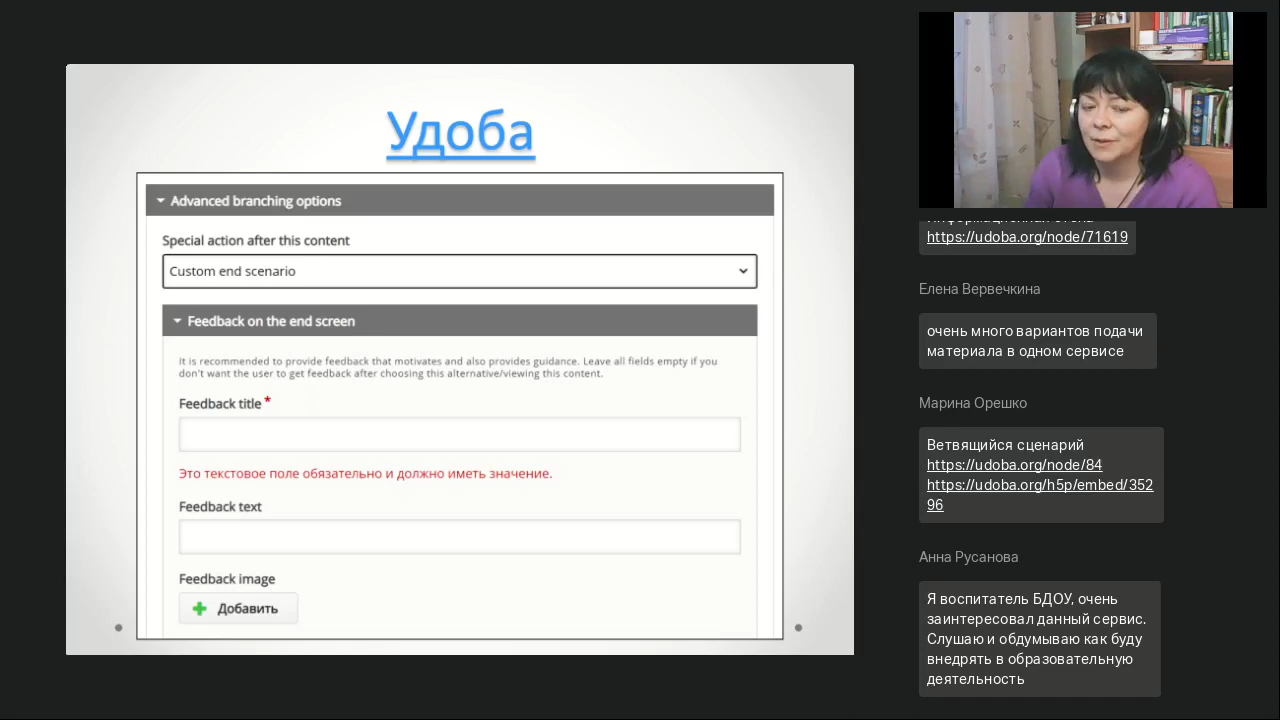 Удоба
Advanced branching options
Special action after this content
Custom end scenario
Feedback on the end screen
It is recommended to provide feedback that motivates and also provides guidance. Leave all fields empty if you
don't want the user to get feedback after choosing this alternative/viewing this content.
Feedback title *
Это текстовое поле обязательно и должно иметь значение.
Feedback text
Feedback image
Добавить
https://udoba.org/node/71619
Елена Вервечкина
очень много вариантов подачи
материала в одном сервисе
Марина Орешко
Ветвящийся сценарий
https://udoba.org/node/84
https://udoba.org/h5p/embed/352
96
Анна Русанова
Я воспитатель БДОУ, очень
заинтересовал данный сервис.
Слушаю и обдумываю как буду
внедрять в образовательную
деятельность